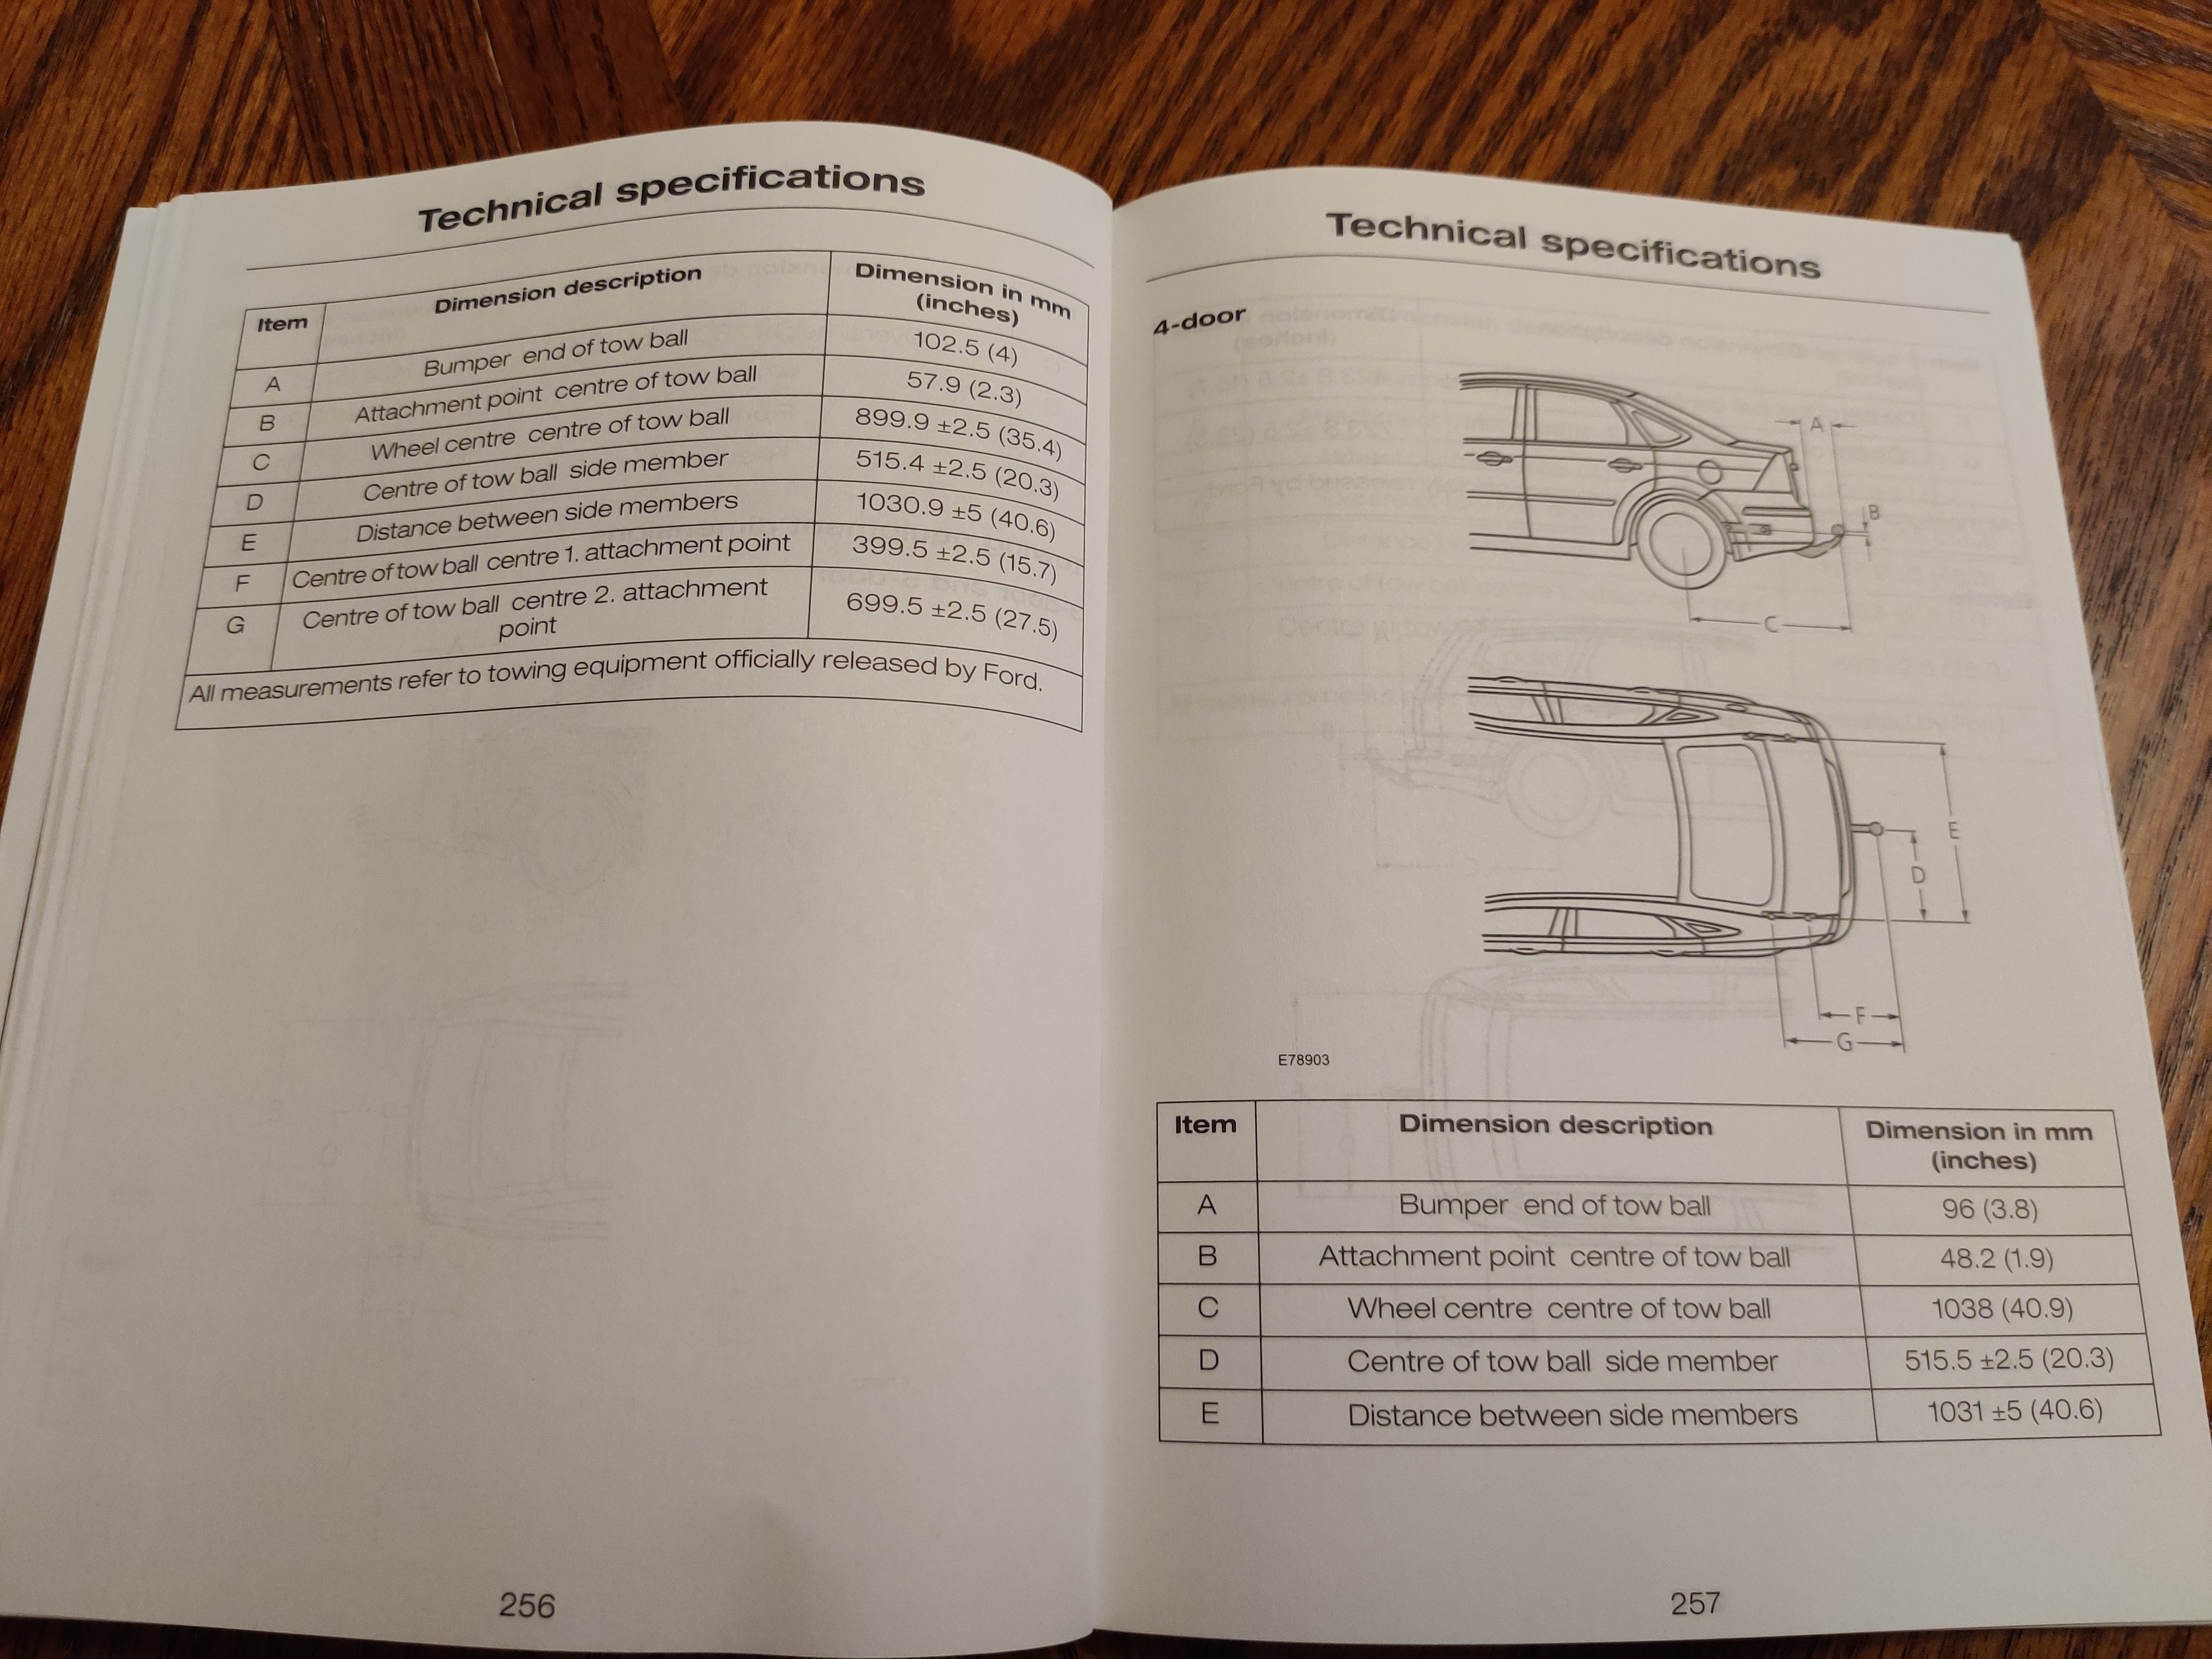 Technical specifications
Item Dimension description Dimension in mm
(inches)
A Bumper end of tow ball 102.5 (4)
B Attachment point centre of tow ball 57.9 (2.3)
C Wheel centre centre of tow ball 899.9 ±2.5 (35.4)
D Centre of tow ball side member 515.4 ±2.5 (20.3)
E Distance between side members 1030.9 ±5 (40.6)
F Centre of tow ball centre 1. attachment point 399.5 ±2.5 (15.7)
G Centre of tow ball centre 2. attachment 699.5 ±2.5 (27.5)
point
All measurements refer to towing equipment officially released by Ford.
256
Technical specifications
4-door
A
B
C
E
D
F
G
E78903
Item Dimension description Dimension in mm
(inches)
A Bumper end of tow ball 96 (3.8)
B Attachment point centre of tow ball 48.2 (1.9)
C Wheel centre centre of tow ball 1038 (40.9)
D Centre of tow ball side member 515.5 ±2.5 (20.3)
E Distance between side members 1031 ±5 (40.6)
257